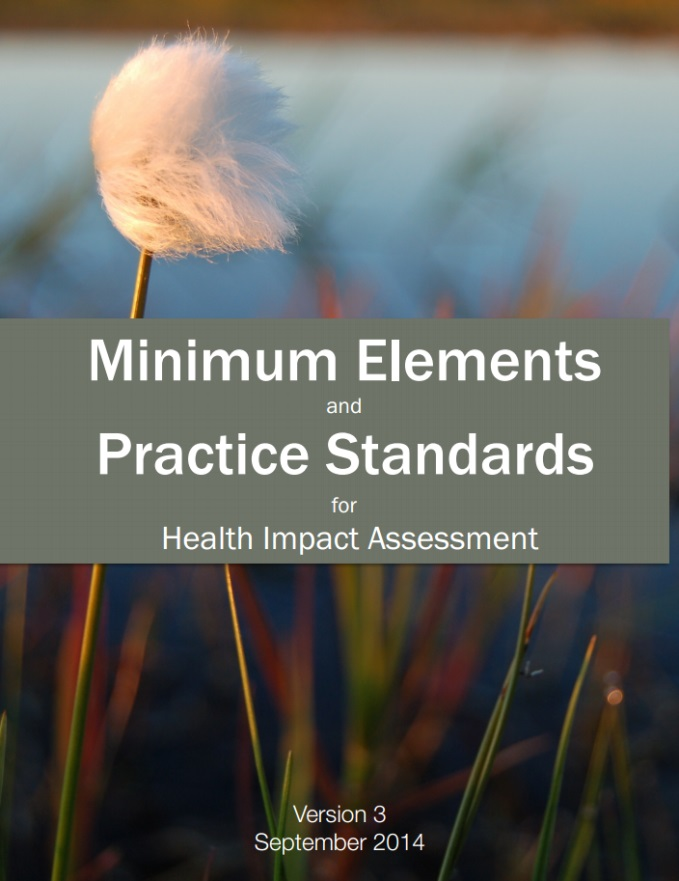 Minimum Elements
and
Practice Standards
for
Health Impact Assessment
Version 3
September 2014